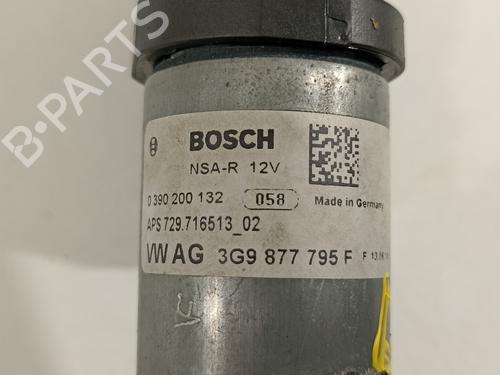 BOSCH
NSA-R 12V
0 390 200 132 058 Made in Germany
APS 729.716513_02
VW AG 3G9 877 795 F
B-PARTS